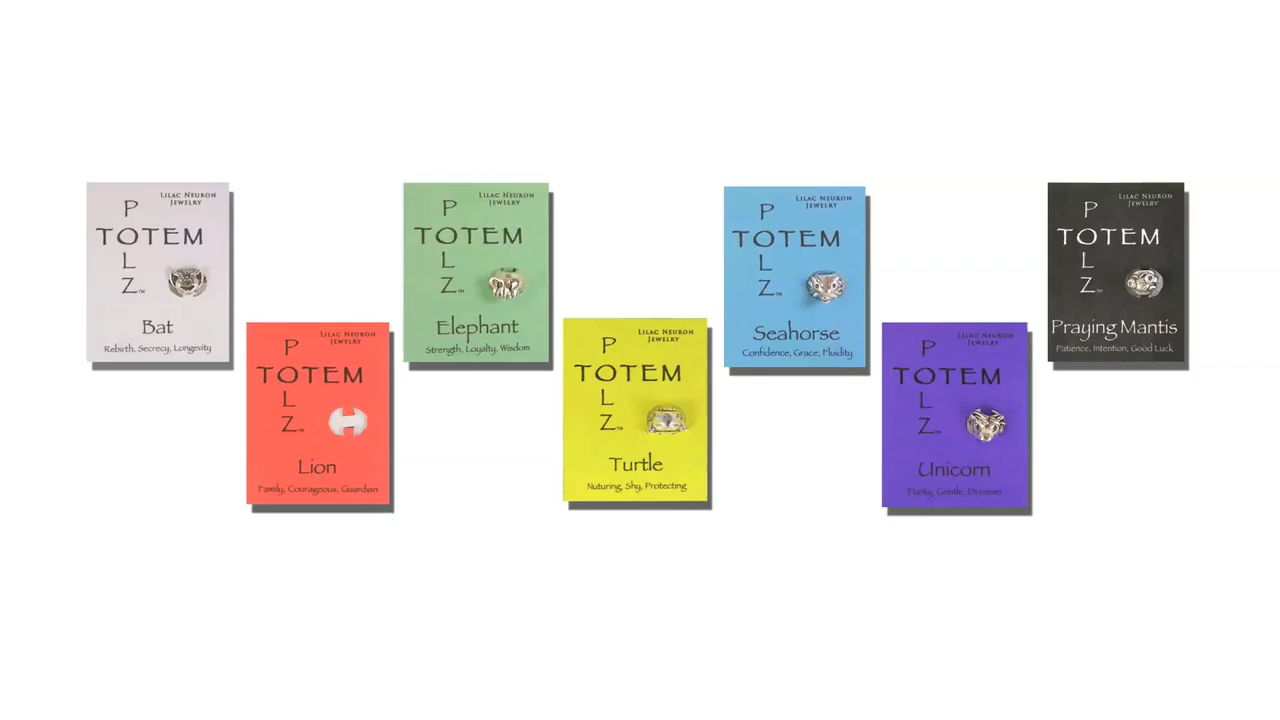 LILAC NEURON
JEWELRY
P
TOTEM
L
Z™
Bat
Rebirth, Secrecy, Longevity
LILAC NEURON
JEWELRY
P
TOTEM
L
Z™
Lion
Family, Courageous, Guardian
LILAC NEURON
JEWELRY
P
TOTEM
L
Z™
Elephant
Strength, Loyalty, Wisdom
LILAC NEURON
JEWELRY
P
TOTEM
L
Z™
Turtle
Nuturing, Shy, Protecting
LILAC NEURON
JEWELRY
P
TOTEM
L
Z™
Seahorse
Confidence, Grace, Fluidity
LILAC NEURON
JEWELRY
P
TOTEM
L
Z™
Unicorn
Purity, Gentle, Dreamer
LILAC NEURON
JEWELRY
P
TOTEM
L
Z™
Praying Mantis
Patience, Intention, Good Luck